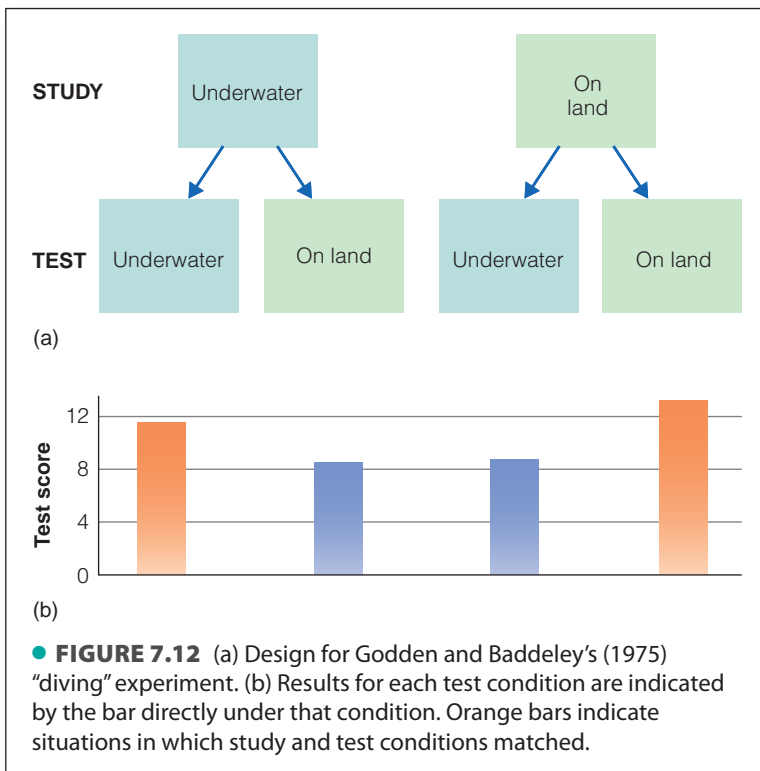 STUDY
Underwater
On
land
TEST
Underwater
On land
Underwater
On land
(a)
Test score
12
8
4
0
(b)
● FIGURE 7.12 (a) Design for Godden and Baddeley’s (1975)
“diving” experiment. (b) Results for each test condition are indicated
by the bar directly under that condition. Orange bars indicate
situations in which study and test conditions matched.